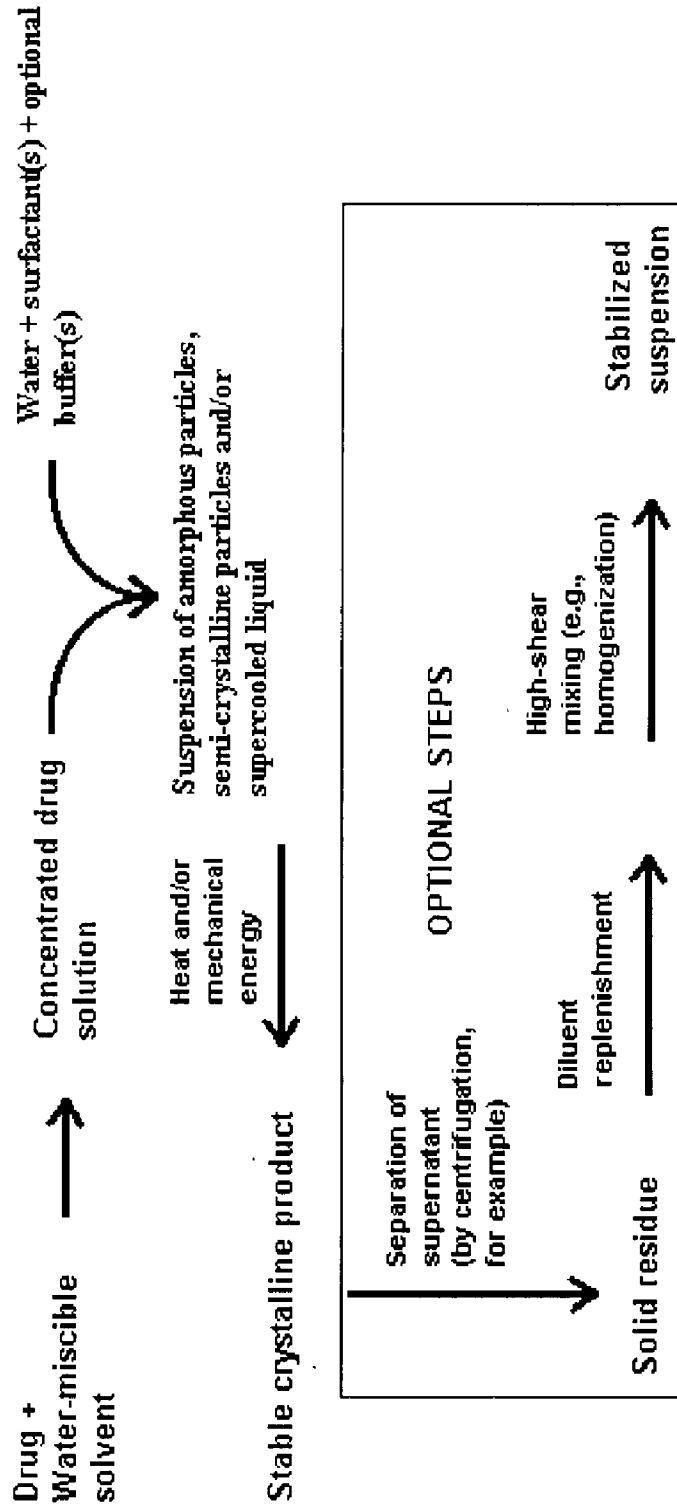 Drug +
Water-miscible
solvent
Concentrated drug
solution
Water + surfactant(s) + optional
buffer(s)
Suspension of amorphous particles,
semi-crystalline particles and/or
supercooled liquid
Heat and/or
mechanical
energy
Stable crystalline product
OPTIONAL STEPS
Separation of
supernatant
(by centrifugation,
for example)
Solid residue
Diluent
replenishment
High-shear
mixing (e.g.,
homogenization)
Stabilized
suspension